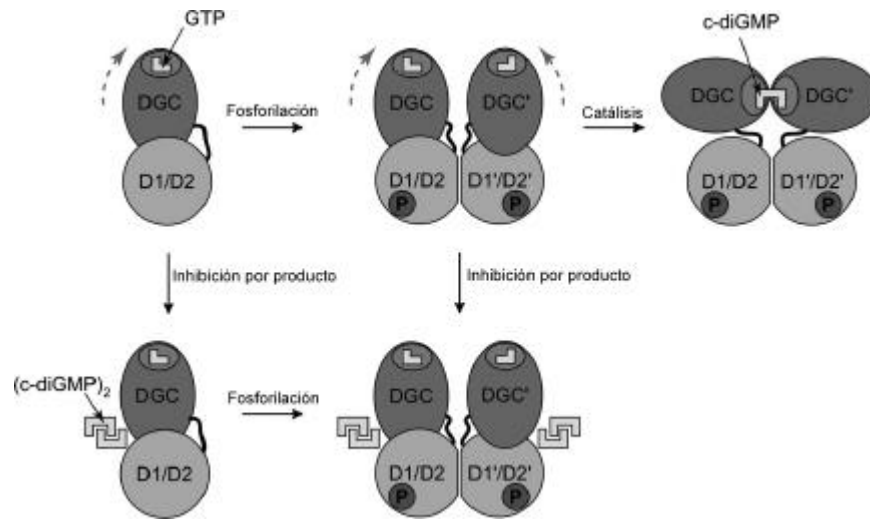 GTP
c-diGMP
DGC
DGC
DGC'
DGC
DGC'
Fosforilación
Catálisis
D1/D2
D1/D2
D1'/D2'
D1/D2
D1'/D2'
P
P
P
P
Inhibición por producto
Inhibición por producto
(c-diGMP)2
DGC
DGC
DGC'
Fosforilación
D1/D2
D1/D2
D1'/D2'
P
P